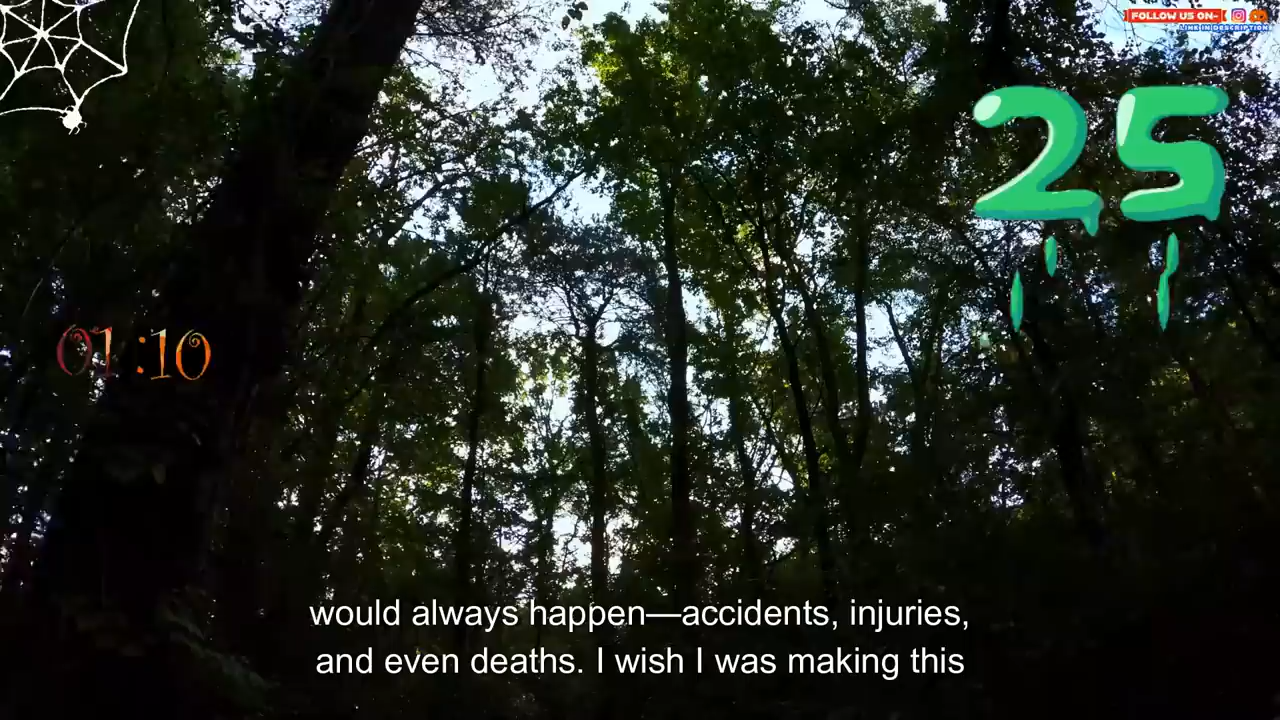 FOLLOW US ON-
LINK IN DESCRIPTION
25
01:10
would always happen—accidents, injuries,
and even deaths. I wish I was making this